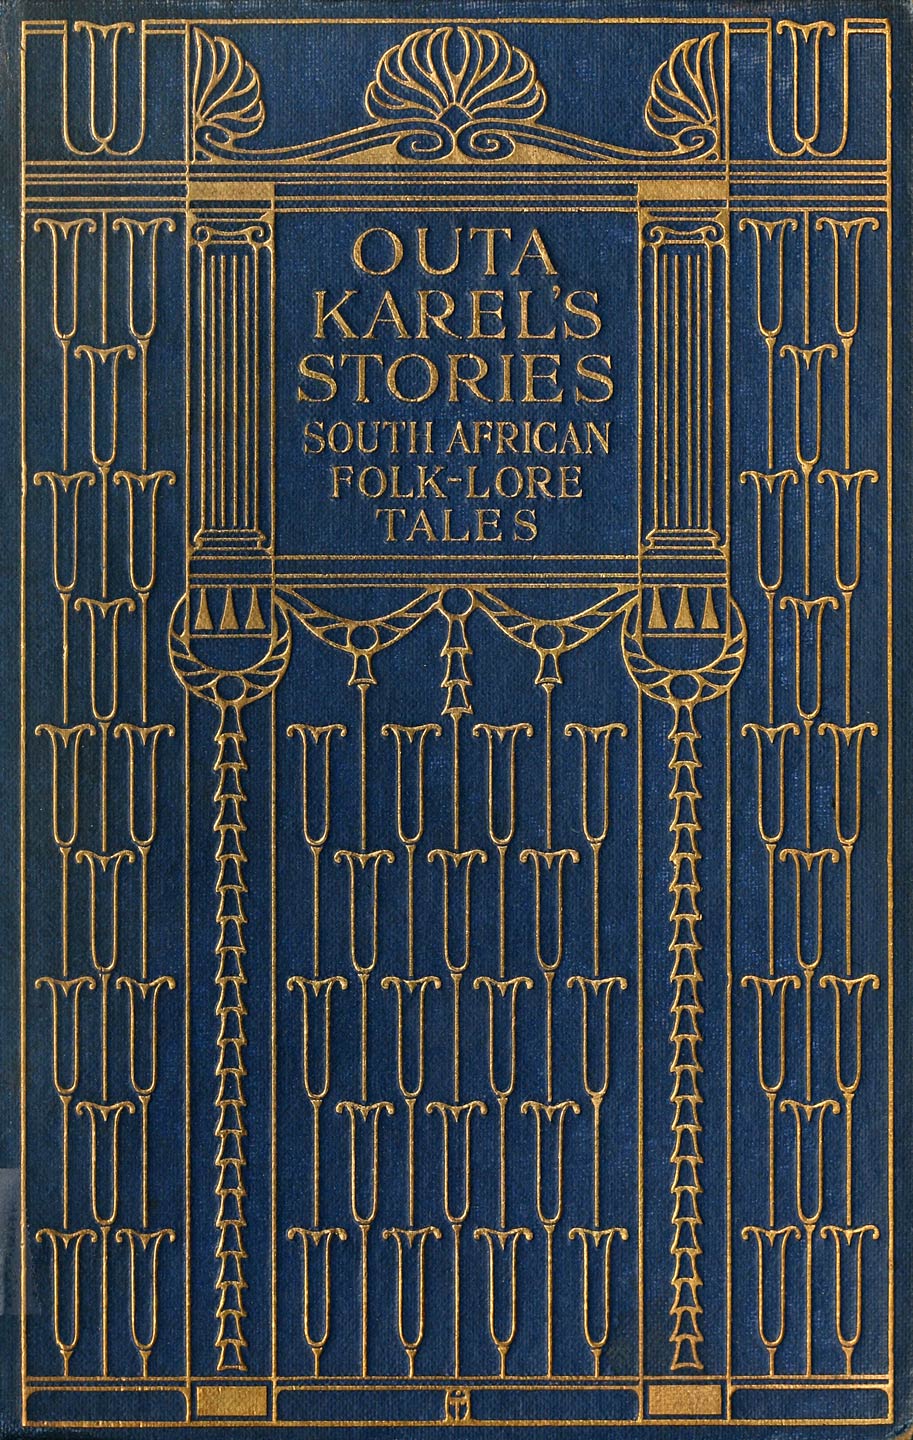 OUTA
KAREL'S
STORIES
SOUTH AFRICAN
FOLK-LORE
TALES